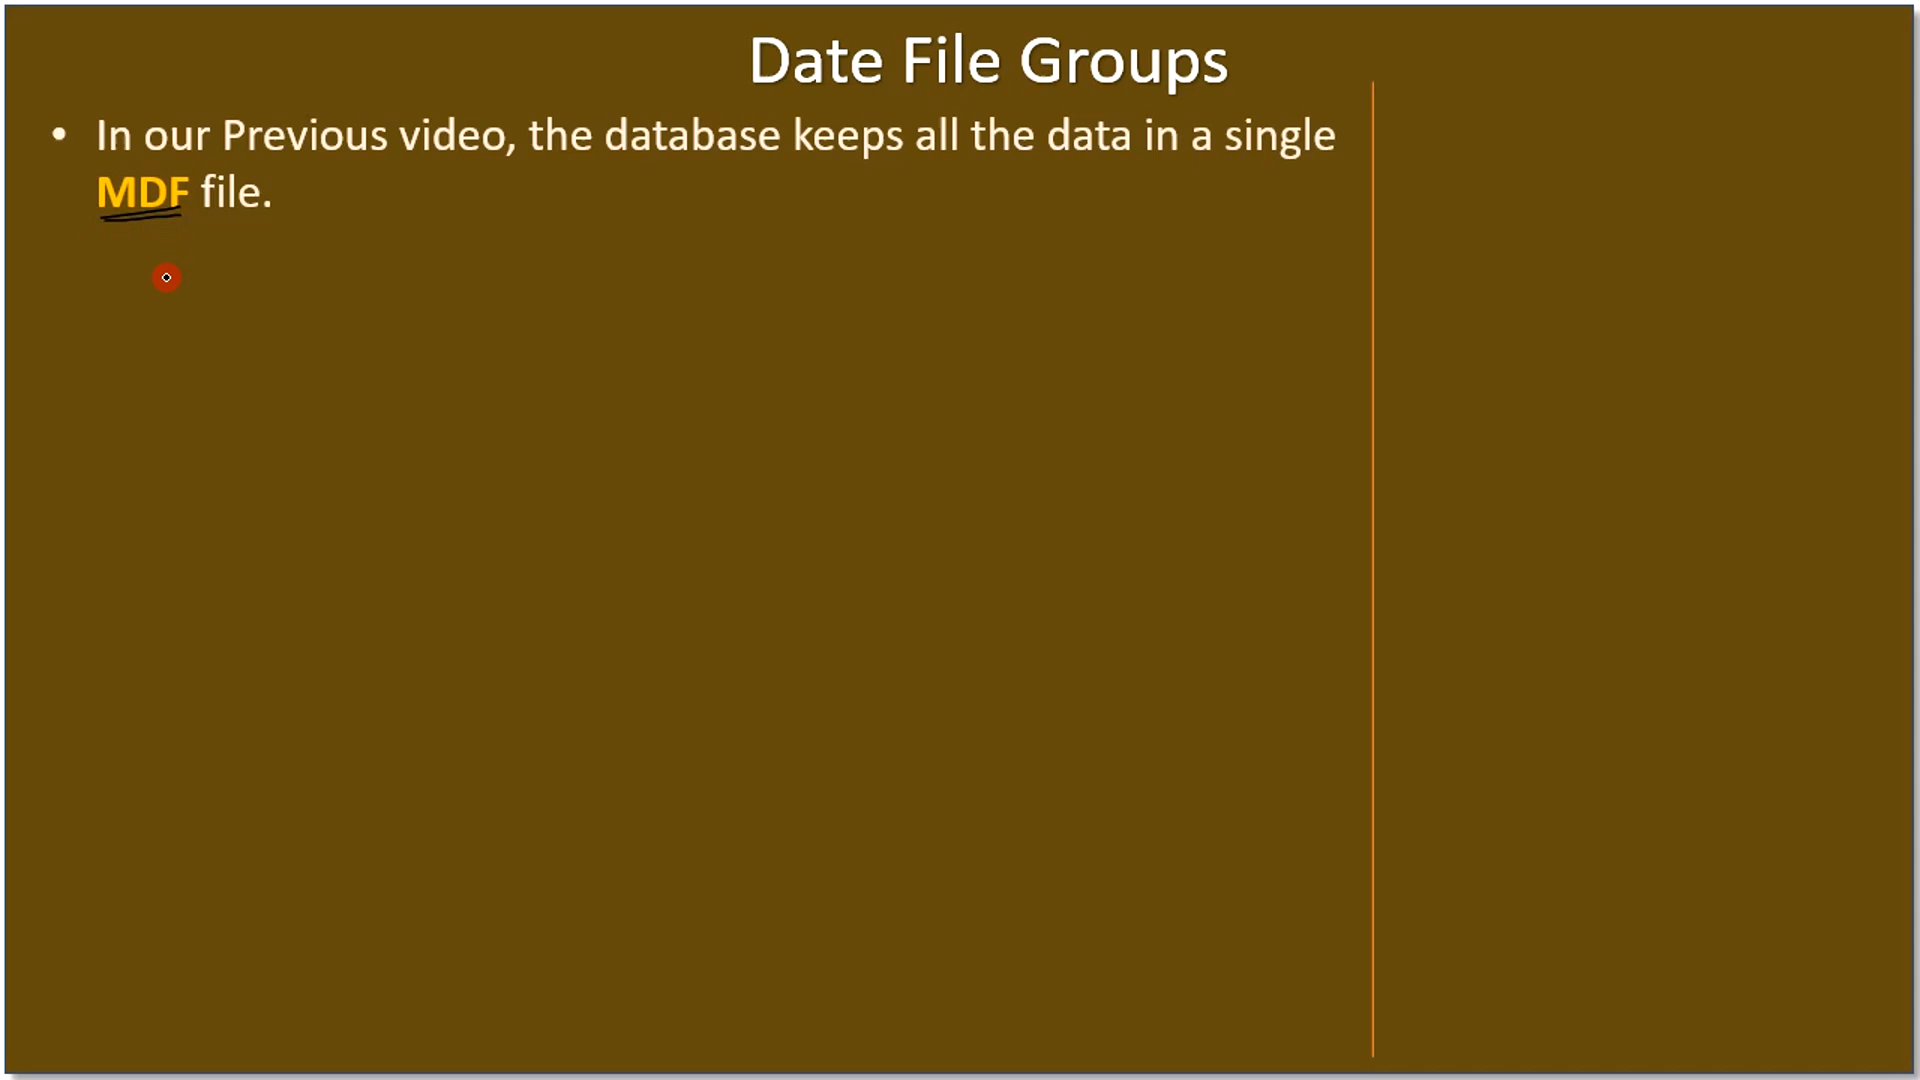 Date File Groups
• In our Previous video, the database keeps all the data in a single
MDF file.